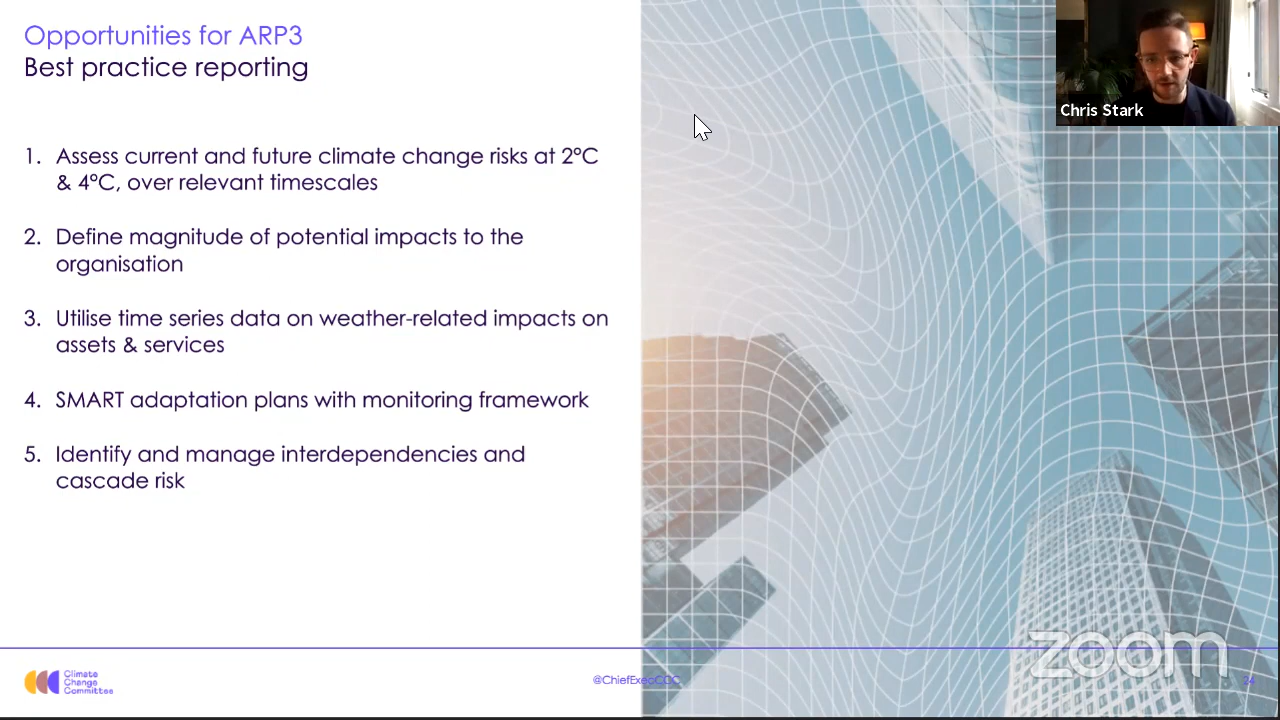 Opportunities for ARP3
Best practice reporting
Chris Stark
1. Assess current and future climate change risks at 2°C
& 4°C, over relevant timescales
2. Define magnitude of potential impacts to the
organisation
3. Utilise time series data on weather-related impacts on
assets & services
4. SMART adaptation plans with monitoring framework
5. Identify and manage interdependencies and
cascade risk
zoom
Climate
Change
Committee
@ChiefExecCCC
24